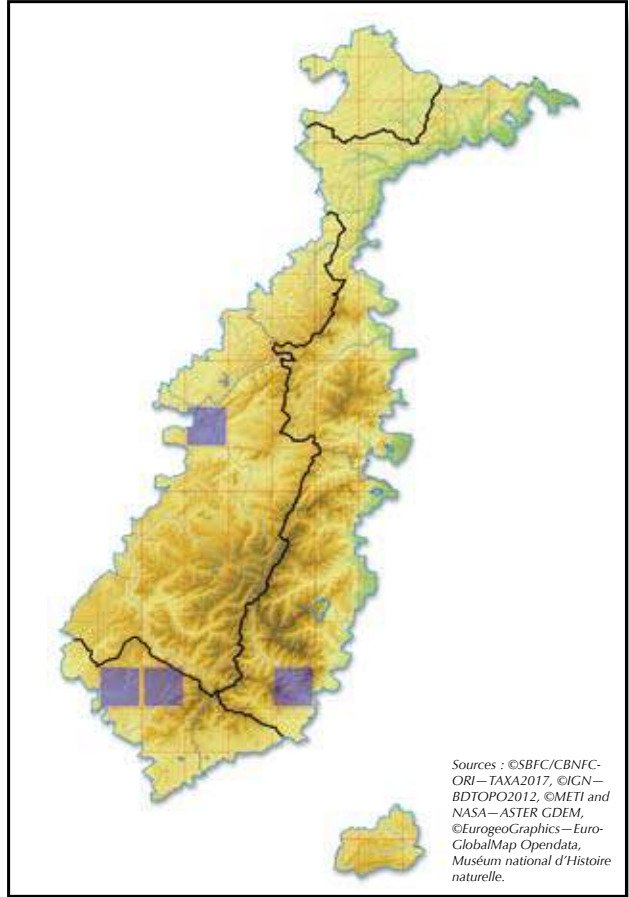 Sources : ©SBFC/CBNFC-
ORI—TAXA2017, ©IGN—
BDTOPO2012, ©METI and
NASA—ASTER GDEM,
©EurogeoGraphics—Euro-
GlobalMap Opendata,
Muséum national d'Histoire
naturelle.